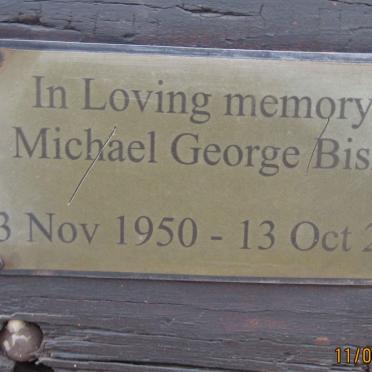 In Loving memory
Michael George Bis
3 Nov 1950 - 13 Oct 2
11/0